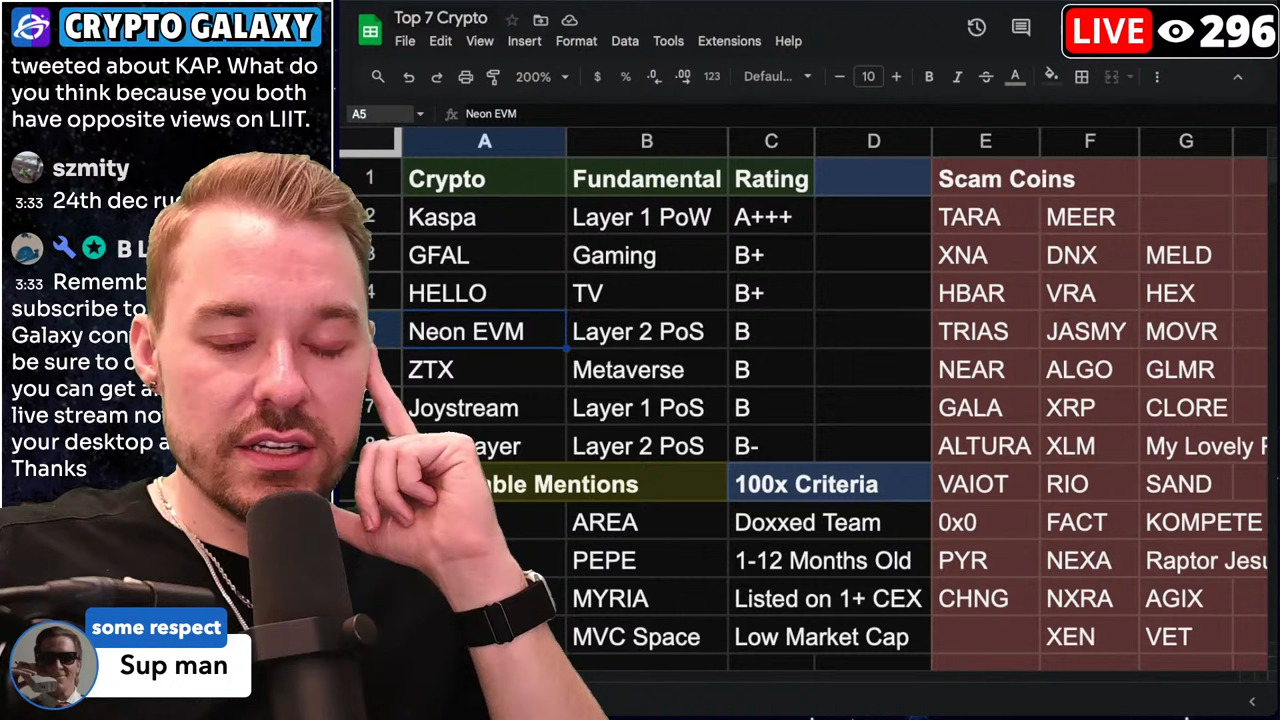 CRYPTO GALAXY
tweeted about KAP. What do
you think because you both
have opposite views on LIIT.
szmity
3:33 24th dec
B L
3:33
subscribe to
Galaxy
be sure to
you can get
live stream
your desktop
Thanks
some respect
Sup man
Top 7 Crypto
File Edit View Insert Format Data Tools Extensions Help
200% $ % .0 .00 123 Defaul... 10 B I S A
A5 fx Neon EVM
A B C D E F G
1 Crypto Fundamental Rating Scam Coins
2 Kaspa Layer 1 PoW A+++ TARA MEER
GFAL Gaming B+ XNA DNX MELD
HELLO TV B+ HBAR VRA HEX
Neon EVM Layer 2 PoS B TRIAS JASMY MOVR
ZTX Metaverse B NEAR ALGO GLMR
7 Joystream Layer 1 PoS B GALA XRP CLORE
Layer 2 PoS B- ALTURA XLM My Lovely
Mentions 100x Criteria VAIOT RIO SAND
AREA Doxxed Team 0x0 FACT KOMPETE
PEPE 1-12 Months Old PYR NEXA Raptor
MYRIA Listed on 1+ CEX CHNG NXRA AGIX
MVC Space Low Market Cap XEN VET
LIVE 296